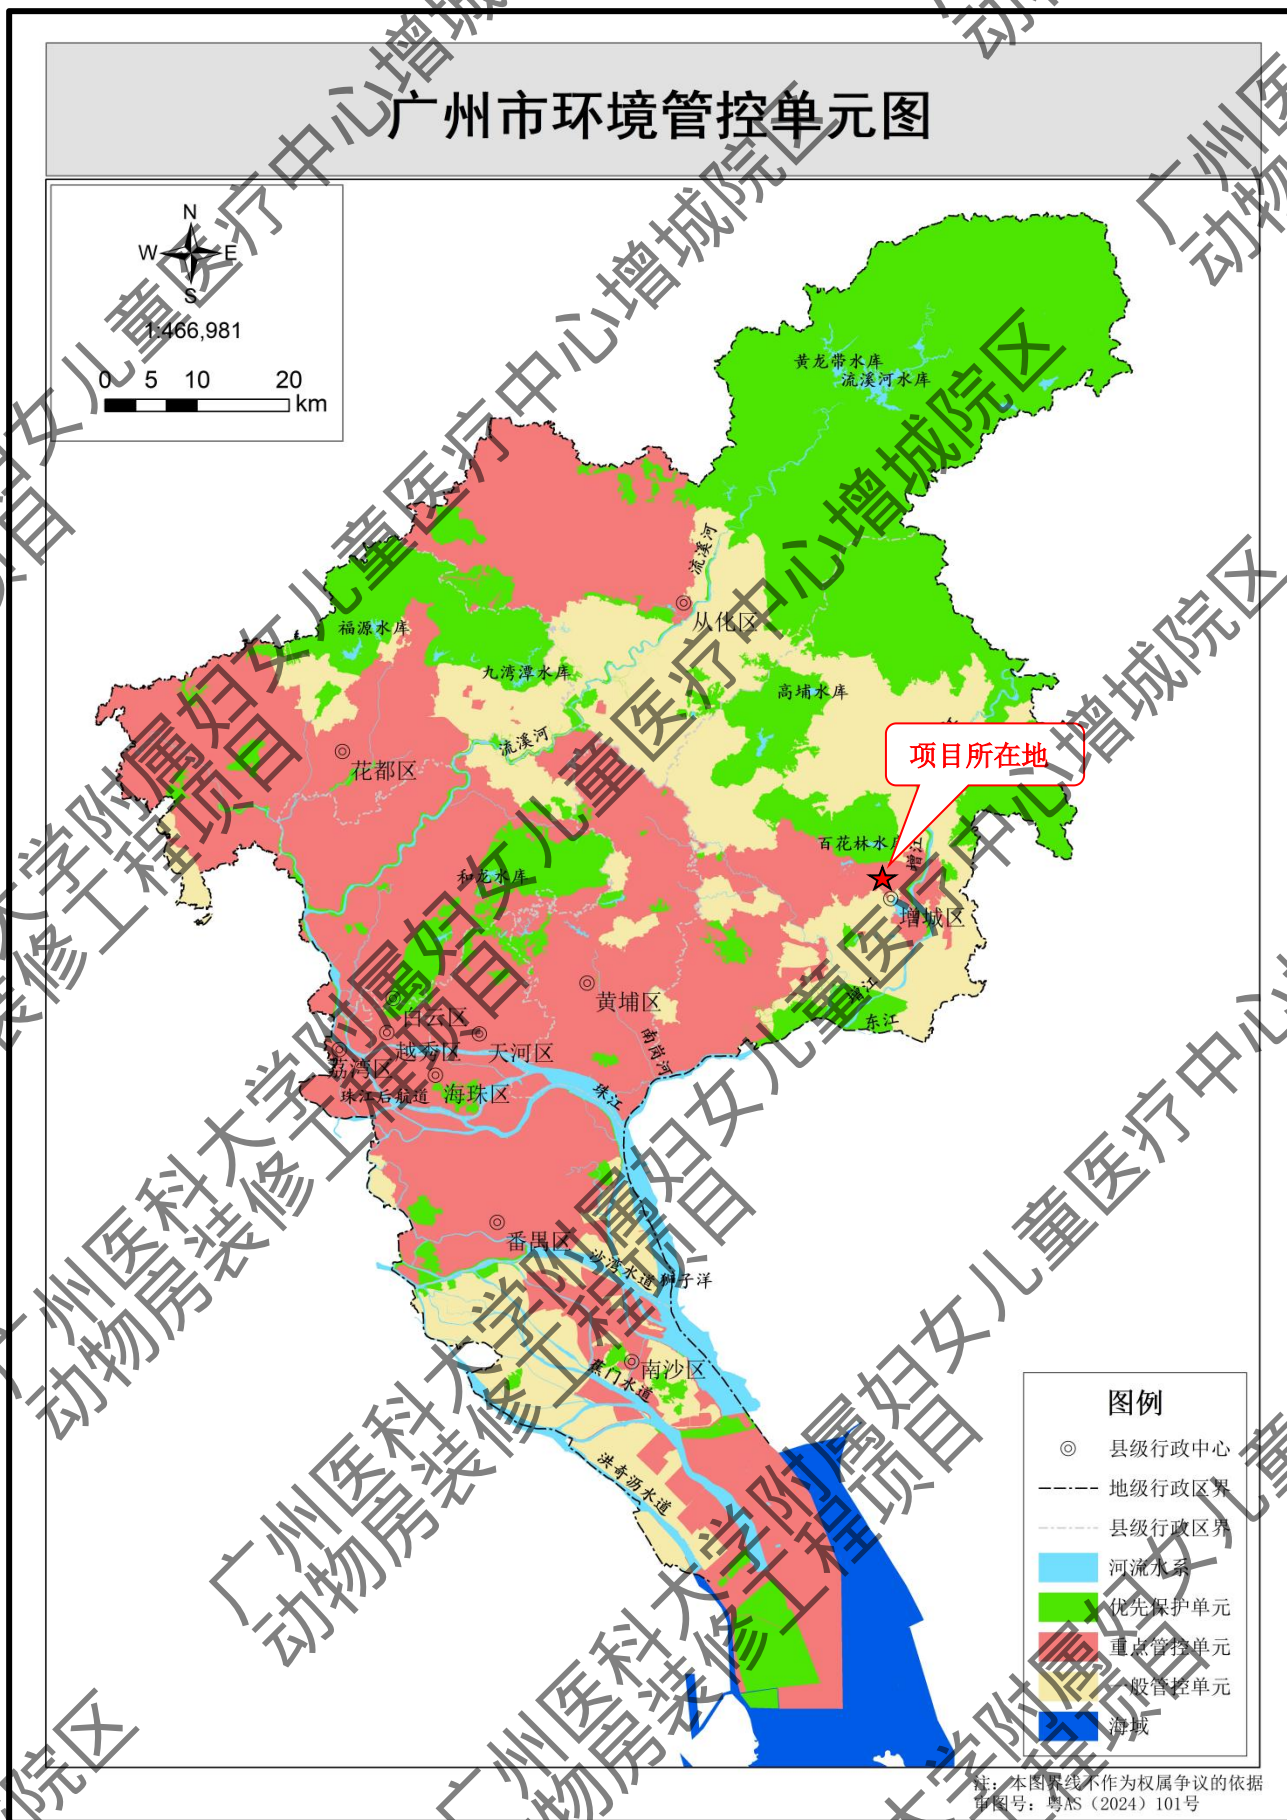 广州市环境管控单元图
N
W E
S
1:466,981
0 5 10 20 km
黄龙带水库
流溪河水库
流溪河
从化区
福源水库
九湾潭水库
高埔水库
流溪河
项目所在地
花都区
百花林水库
增江
和龙水库
增城区
黄埔区
增江
东江
白云区
南岗河
越秀区
天河区
荔湾区
珠江后航道
海珠区
珠江
番禺区
沙湾水道
狮子洋
南沙区
蕉门水道
洪奇沥水道
图例
县级行政中心
地级行政区界
县级行政区界
河流水系
优先保护单元
重点管控单元
一般管控单元
海域
注：本图界线不作为权属争议的依据
审图号：粤AS（2024）101号
广州医科大学附属妇女儿童医疗中心增城院区
动物房装修工程项目